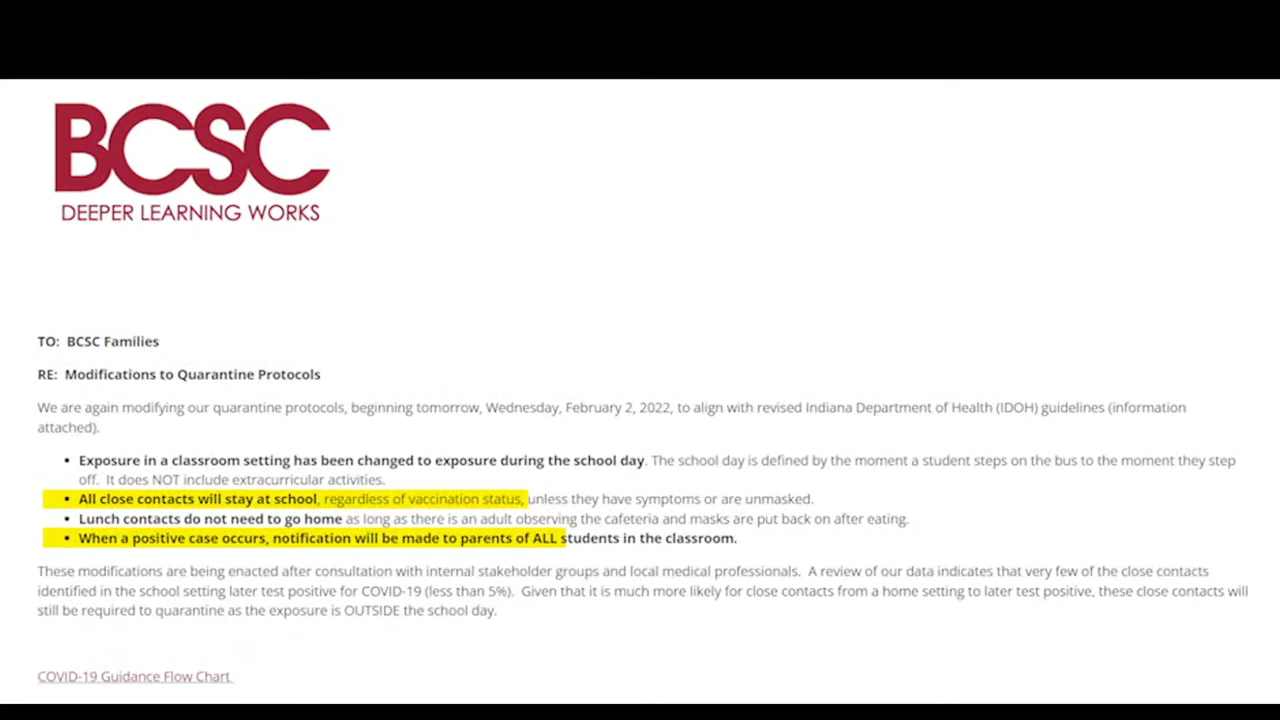 BCSC
DEEPER LEARNING WORKS
TO: BCSC Families
RE: Modifications to Quarantine Protocols
We are again modifying our quarantine protocols, beginning tomorrow, Wednesday, February 2, 2022, to align with revised Indiana Department of Health (IDOH) guidelines (information
attached).
• Exposure in a classroom setting has been changed to exposure during the school day. The school day is defined by the moment a student steps on the bus to the moment they step
off. It does NOT include extracurricular activities.
• All close contacts will stay at school, regardless of vaccination status, unless they have symptoms or are unmasked.
• Lunch contacts do not need to go home as long as there is an adult observing the cafeteria and masks are put back on after eating.
• When a positive case occurs, notification will be made to parents of ALL students in the classroom.
These modifications are being enacted after consultation with internal stakeholder groups and local medical professionals. A review of our data indicates that very few of the close contacts
identified in the school setting later test positive for COVID-19 (less than 5%). Given that it is much more likely for close contacts from a home setting to later test positive, these close contacts will
still be required to quarantine as the exposure is OUTSIDE the school day.
COVID-19 Guidance Flow Chart